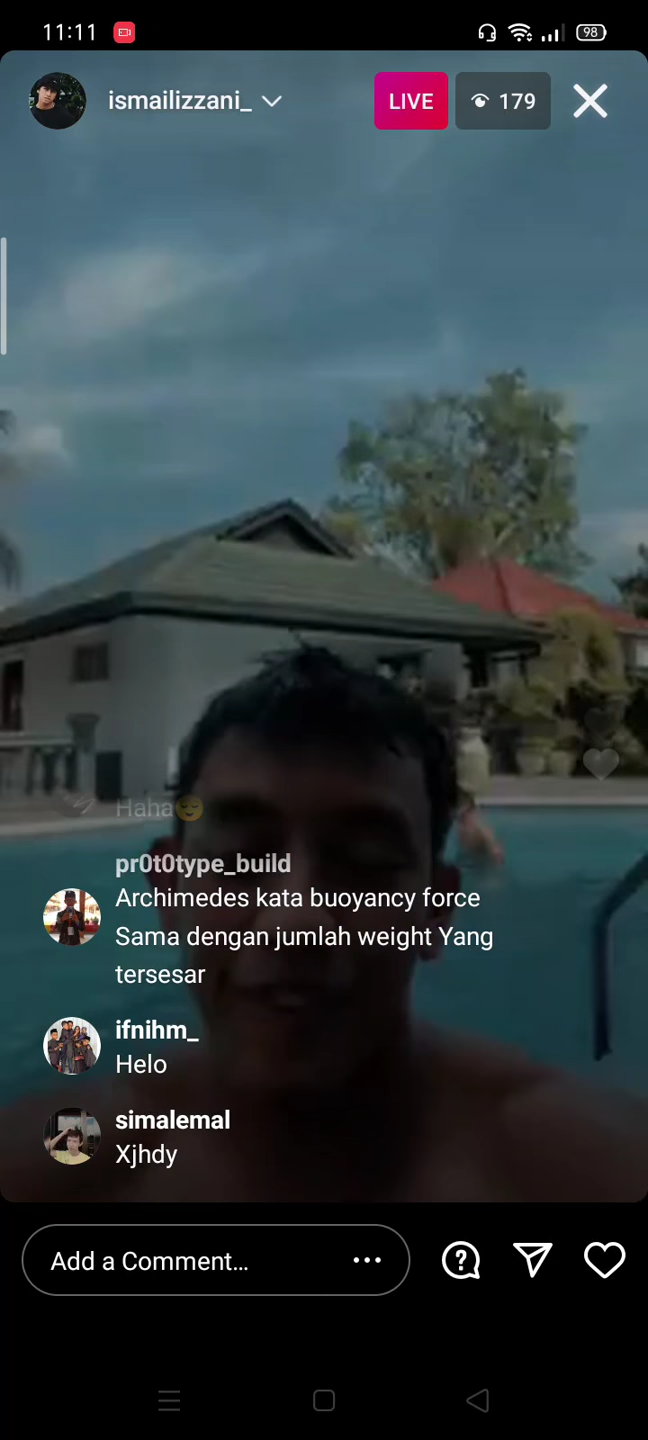 11:11
98
ismailizzani_
LIVE
179
Haha😌
pr0t0type_build
Archimedes kata buoyancy force
Sama dengan jumlah weight Yang
tersesar
ifnihm_
Helo
simalemal
Xjhdy
Add a Comment...